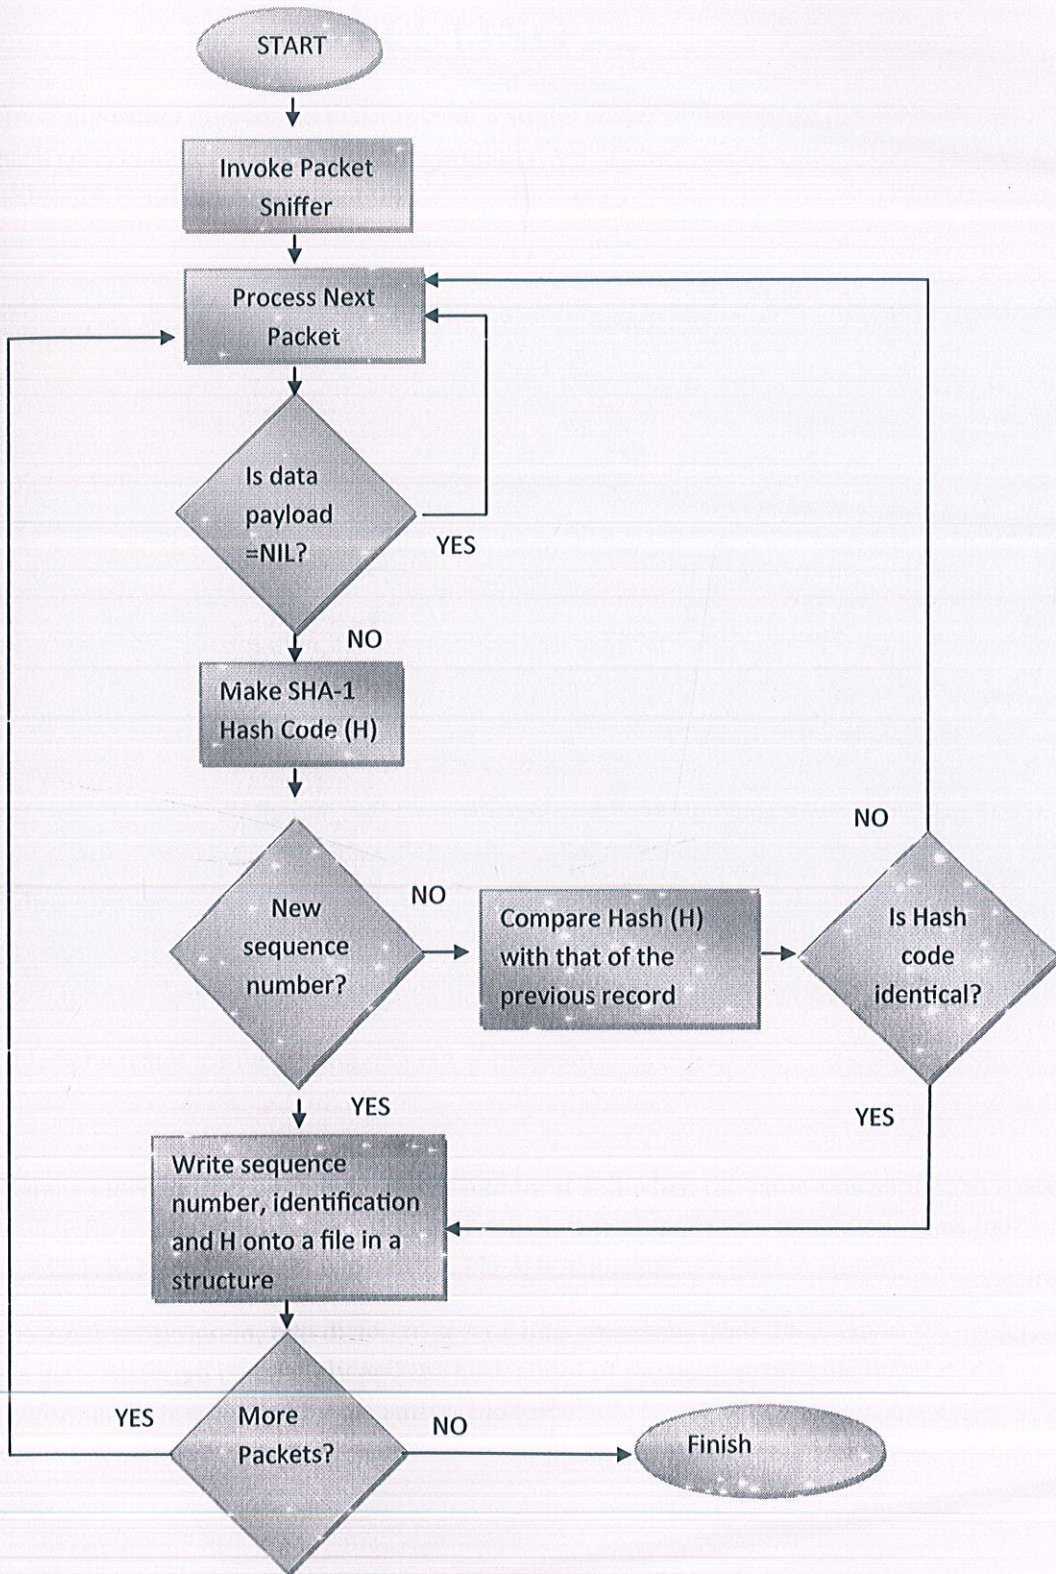 START
Invoke Packet
Sniffer
Process Next
Packet
Is data
payload
=NIL?
YES
NO
Make SHA-1
Hash Code (H)
New
sequence
number?
NO
Compare Hash (H)
with that of the
previous record
NO
Is Hash
code
identical?
YES
YES
Write sequence
number, identification
and H onto a file in a
structure
YES
More
Packets?
NO
Finish